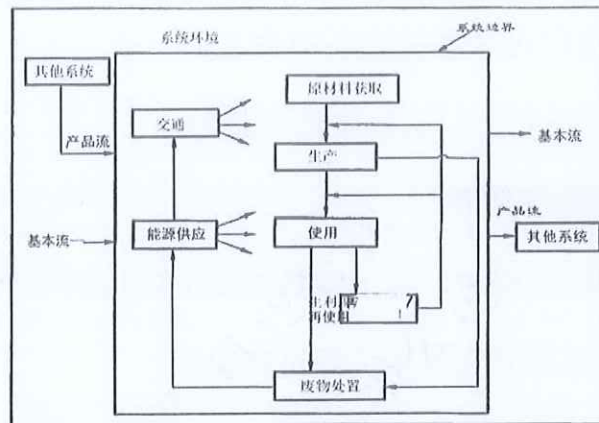 系统环境
系统边界
其他系统
原材料获取
交通
产品流
基本流
生产
产品流
能源供应
使用
其他系统
基本流
再使用
废物处置